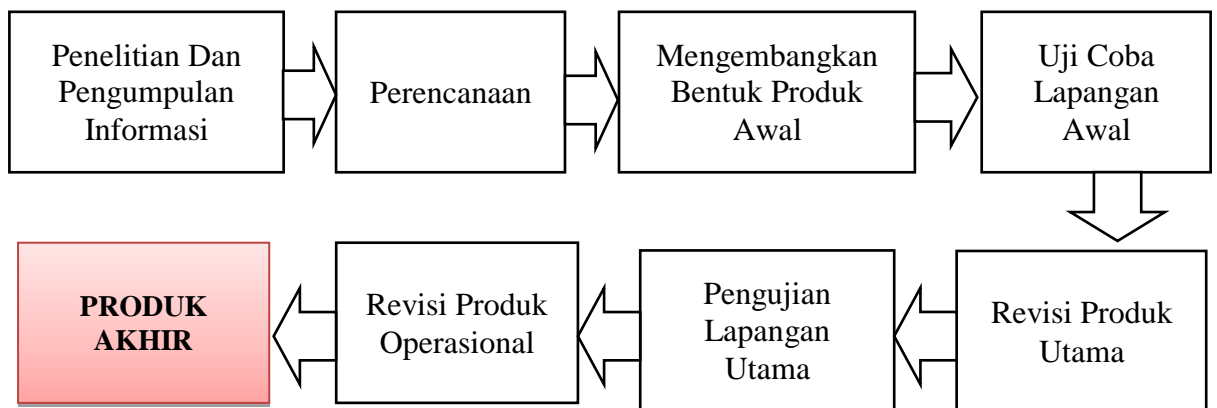 Penelitian Dan
Pengumpulan
Informasi
Perencanaan
Mengembangkan
Bentuk Produk
Awal
Uji Coba
Lapangan
Awal
Revisi Produk
Utama
Pengujian
Lapangan
Utama
Revisi Produk
Operasional
PRODUK
AKHIR